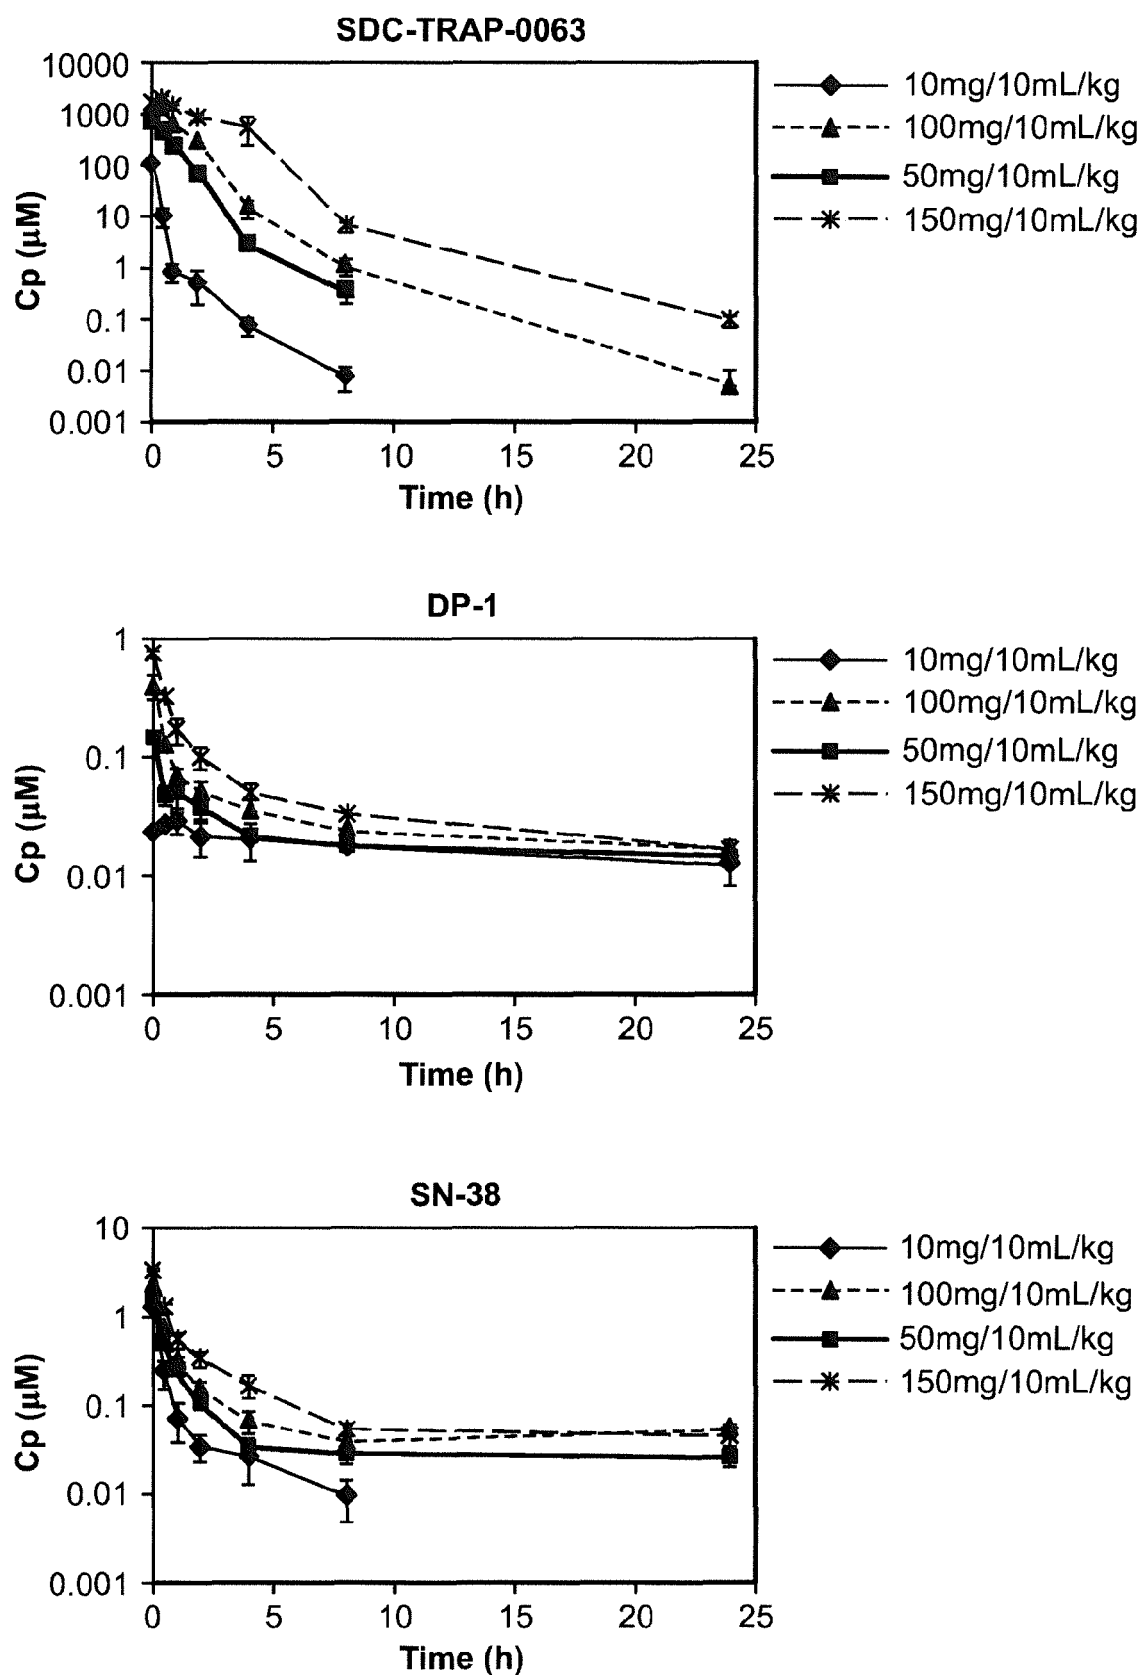 SDC-TRAP-0063
10000
1000
100
10
1
0.1
0.01
0.001
Cp (μM)
0 5 10 15 20 25
Time (h)
10mg/10mL/kg
100mg/10mL/kg
50mg/10mL/kg
150mg/10mL/kg
DP-1
1
0.1
0.01
0.001
Cp (μM)
0 5 10 15 20 25
Time (h)
10mg/10mL/kg
100mg/10mL/kg
50mg/10mL/kg
150mg/10mL/kg
SN-38
10
1
0.1
0.01
0.001
Cp (μM)
0 5 10 15 20 25
Time (h)
10mg/10mL/kg
100mg/10mL/kg
50mg/10mL/kg
150mg/10mL/kg